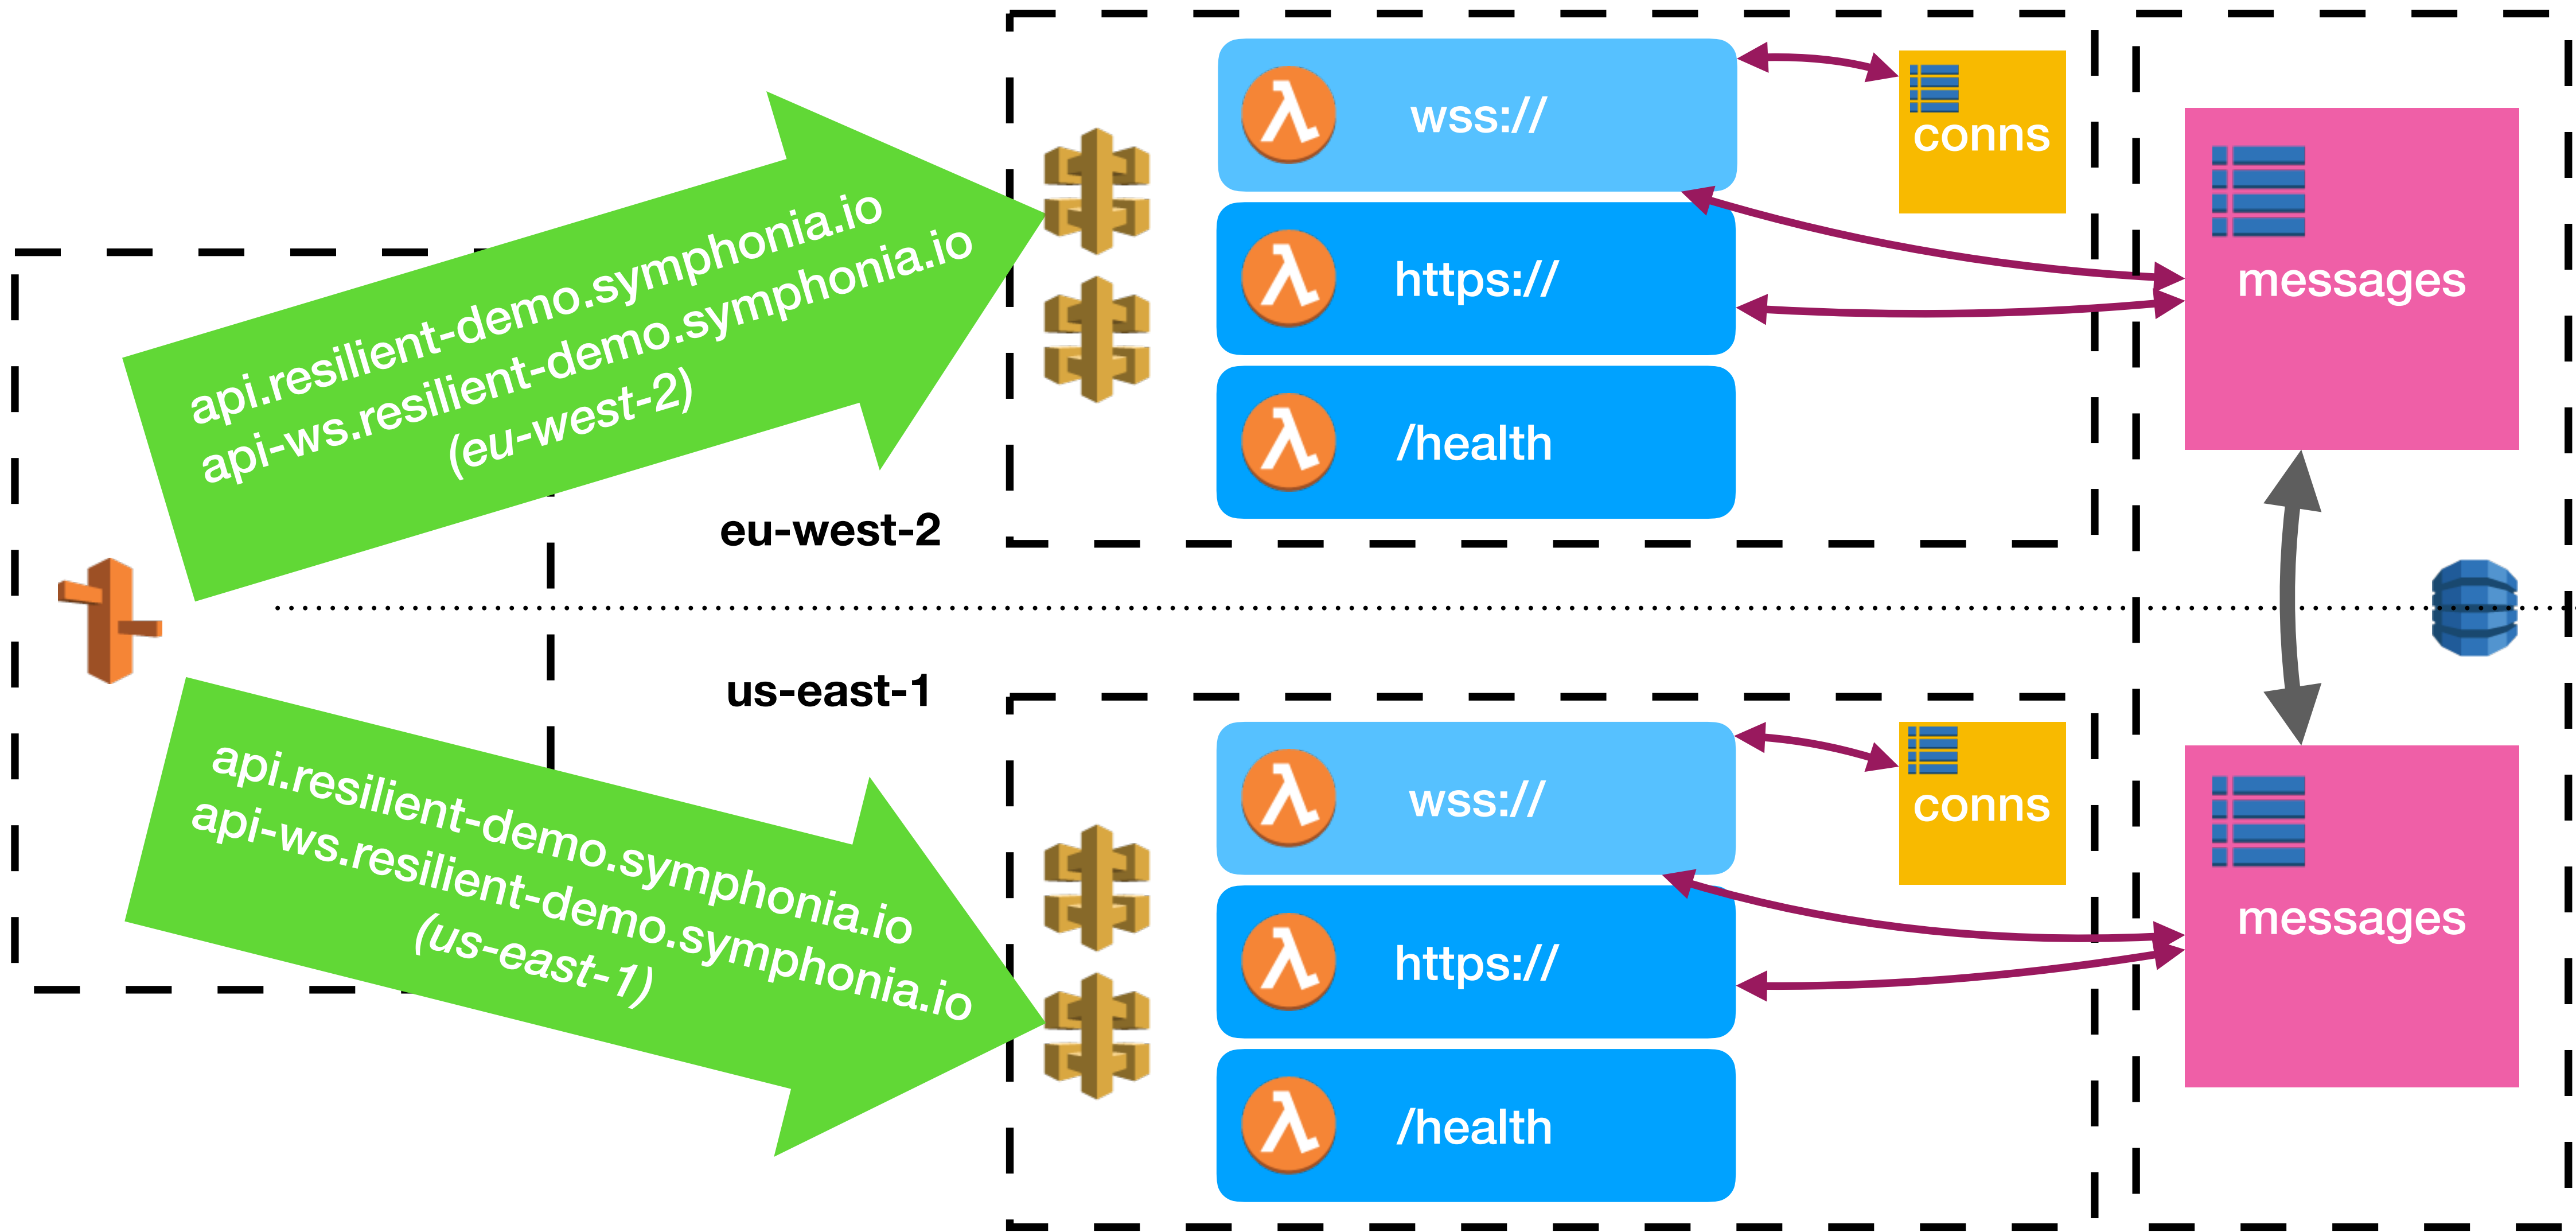 api.resilient-demo.symphonia.io
api-ws.resilient-demo.symphonia.io
(eu-west-2)
wss://
conns
https://
messages
/health
eu-west-2
us-east-1
api.resilient-demo.symphonia.io
api-ws.resilient-demo.symphonia.io
(us-east-1)
wss://
conns
https://
messages
/health